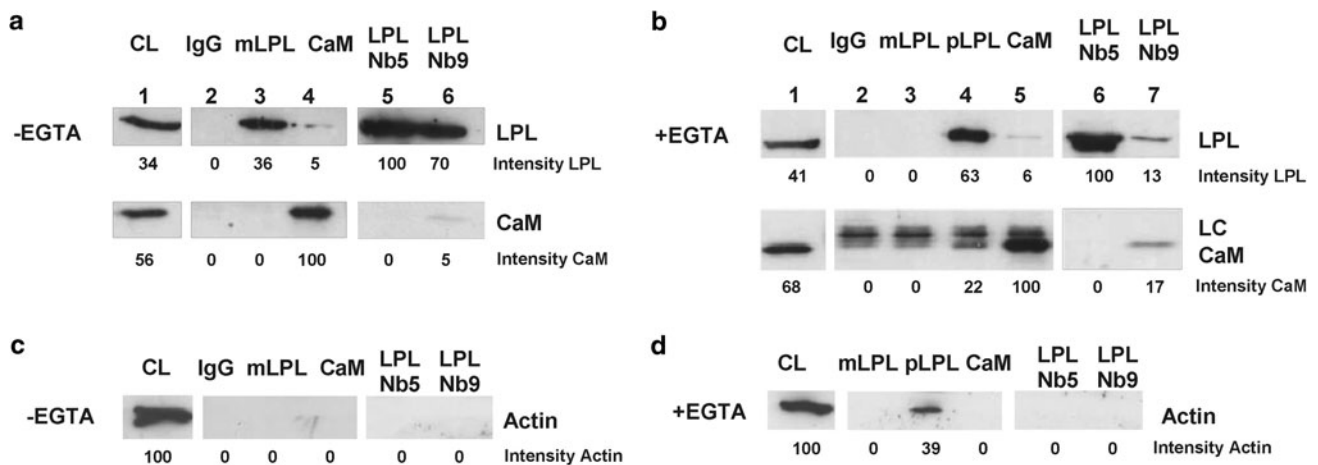 a
CL IgG mLPL CaM LPL Nb5 LPL Nb9
1 2 3 4 5 6
-EGTA LPL
34 0 36 5 100 70 Intensity LPL
CaM
56 0 0 100 0 5 Intensity CaM
b
CL IgG mLPL pLPL CaM LPL Nb5 LPL Nb9
1 2 3 4 5 6 7
+EGTA LPL
41 0 0 63 6 100 13 Intensity LPL
LC
CaM
68 0 0 22 100 0 17 Intensity CaM
c
CL IgG mLPL CaM LPL Nb5 LPL Nb9
-EGTA Actin
100 0 0 0 0 0 Intensity Actin
d
CL mLPL pLPL CaM LPL Nb5 LPL Nb9
+EGTA Actin
100 0 39 0 0 0 Intensity Actin